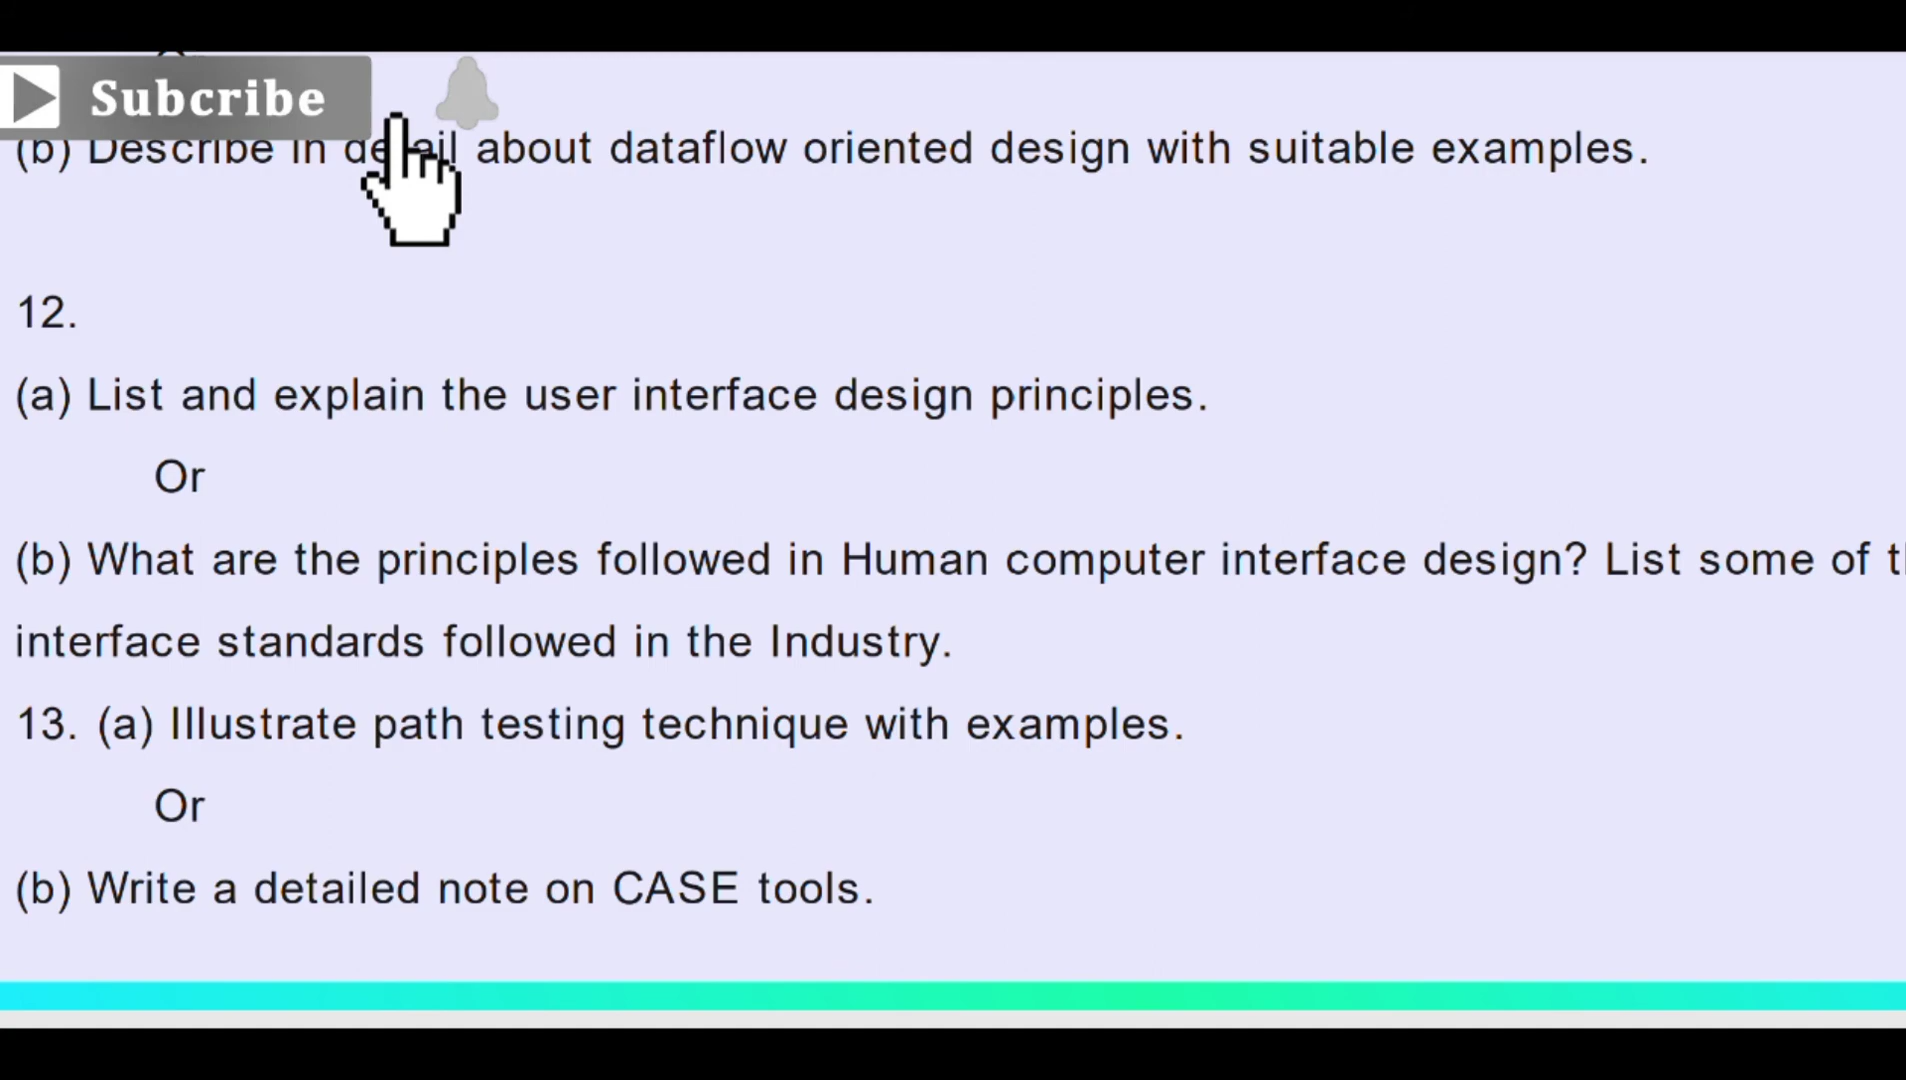 Subcribe
(b) Describe in detail about dataflow oriented design with suitable examples.
12.
(a) List and explain the user interface design principles.
Or
(b) What are the principles followed in Human computer interface design? List some of
interface standards followed in the Industry.
13. (a) Illustrate path testing technique with examples.
Or
(b) Write a detailed note on CASE tools.